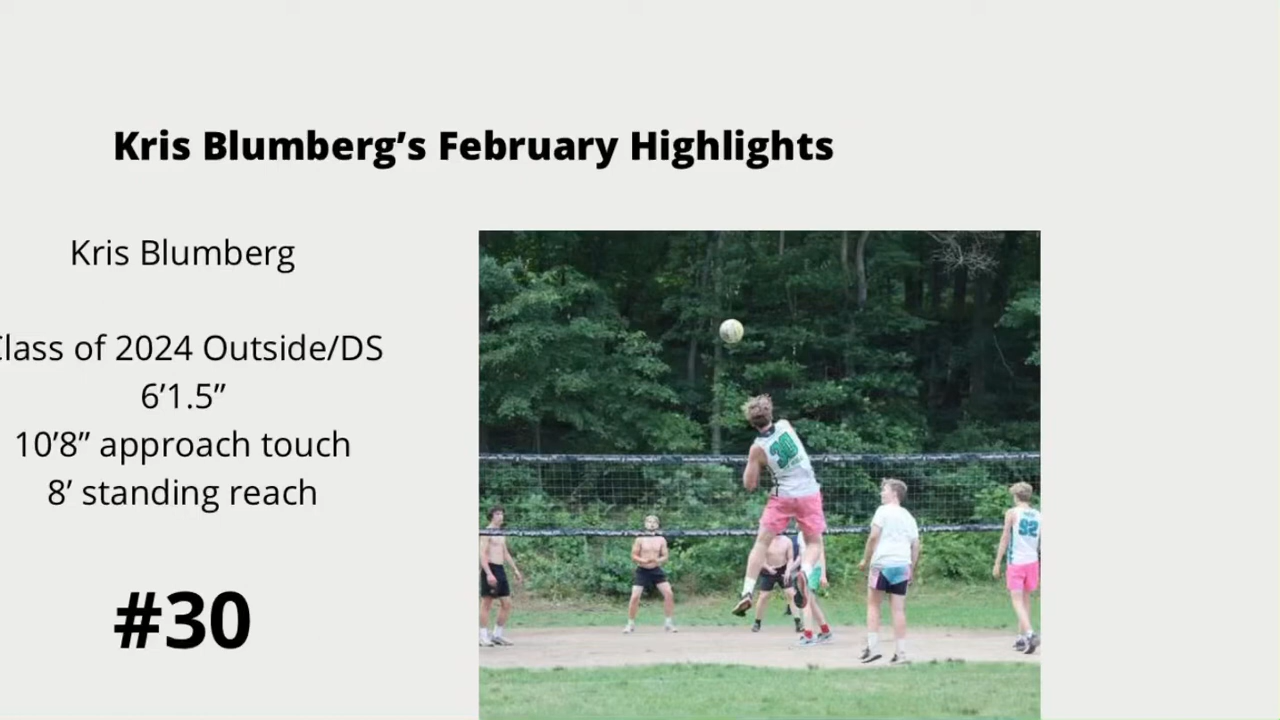 Kris Blumberg’s February Highlights
Kris Blumberg
Class of 2024 Outside/DS
6’1.5”
10’8” approach touch
8’ standing reach
#30
30
92